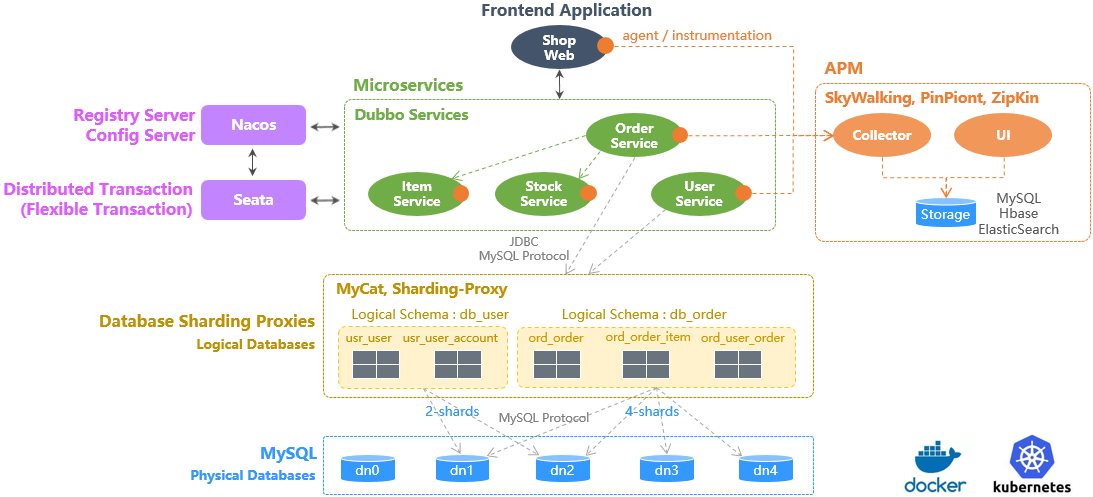 Frontend Application
Shop
Web
agent / instrumentation
Microservices
Dubbo Services
Order
Service
Item
Service
Stock
Service
User
Service
Registry Server
Config Server
Nacos
Distributed Transaction
(Flexible Transaction)
Seata
APM
SkyWalking, PinPiont, ZipKin
Collector
UI
Storage
MySQL
Hbase
ElasticSearch
JDBC
MySQL Protocol
Database Sharding Proxies
Logical Databases
MyCat, Sharding-Proxy
Logical Schema : db_user
usr_user
usr_user_account
Logical Schema : db_order
ord_order
ord_order_item
ord_user_order
2-shards
MySQL Protocol
4-shards
MySQL
Physical Databases
dn0
dn1
dn2
dn3
dn4
docker
kubernetes